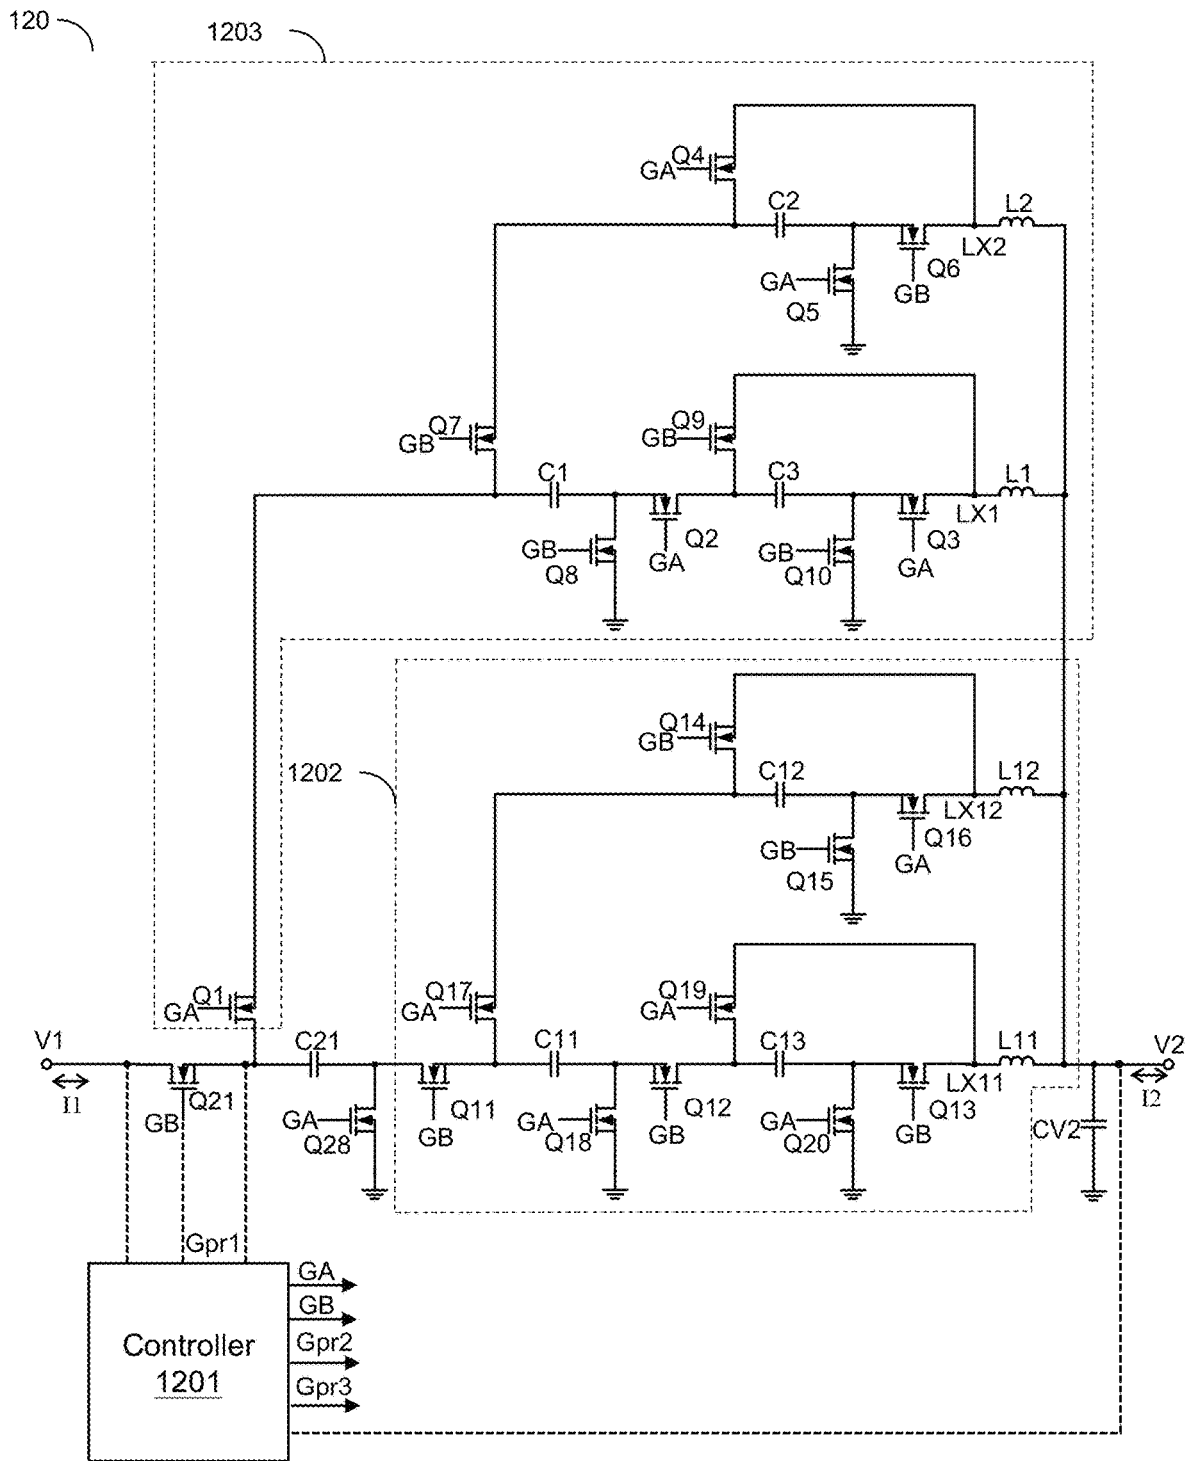 120
1203
Q4
GA
C2
L2
LX2
GA
Q5
Q6
GB
Q7
GB
Q9
GB
C1
C3
L1
LX1
GB
Q8
Q2
GA
GB
Q10
Q3
GA
Q14
GB
1202
C12
L12
LX12
GB
Q15
Q16
GA
Q1
GA
Q17
GA
Q19
GA
V1
C21
C11
C13
L11
V2
I1
Q21
GB
GA
Q28
Q11
GB
GA
Q18
Q12
GB
GA
Q20
LX11
Q13
GB
CV2
I2
Gpr1
GA
GB
Gpr2
Gpr3
Controller
1201